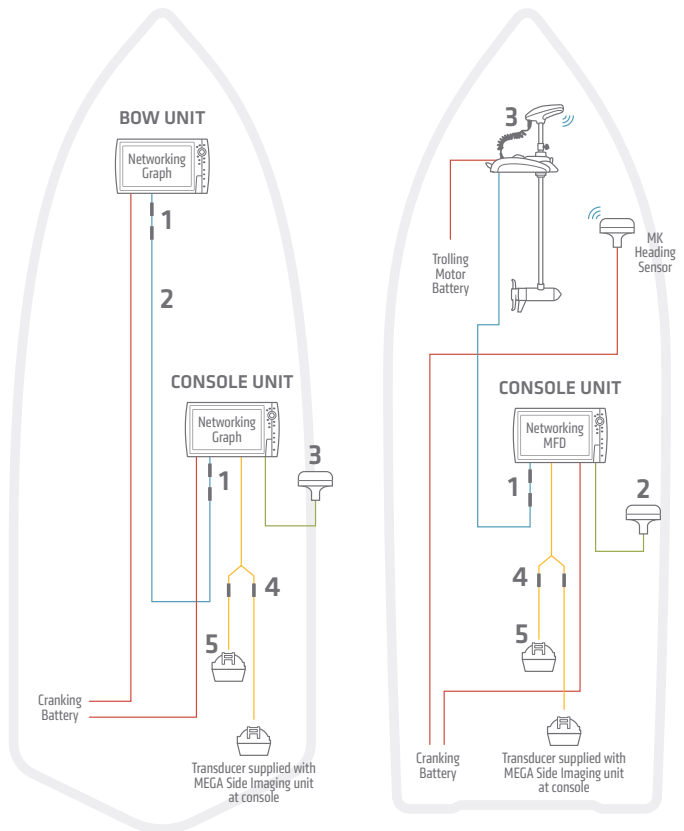 BOW UNIT
Networking
Graph
1
2
CONSOLE UNIT
Networking
Graph
1
3
4
5
Cranking
Battery
Transducer supplied with
MEGA Side Imaging unit
at console
3
Trolling
Motor
Battery
MK
Heading
Sensor
CONSOLE UNIT
Networking
MFD
1
2
4
5
Cranking
Battery
Transducer supplied with
MEGA Side Imaging unit
at console